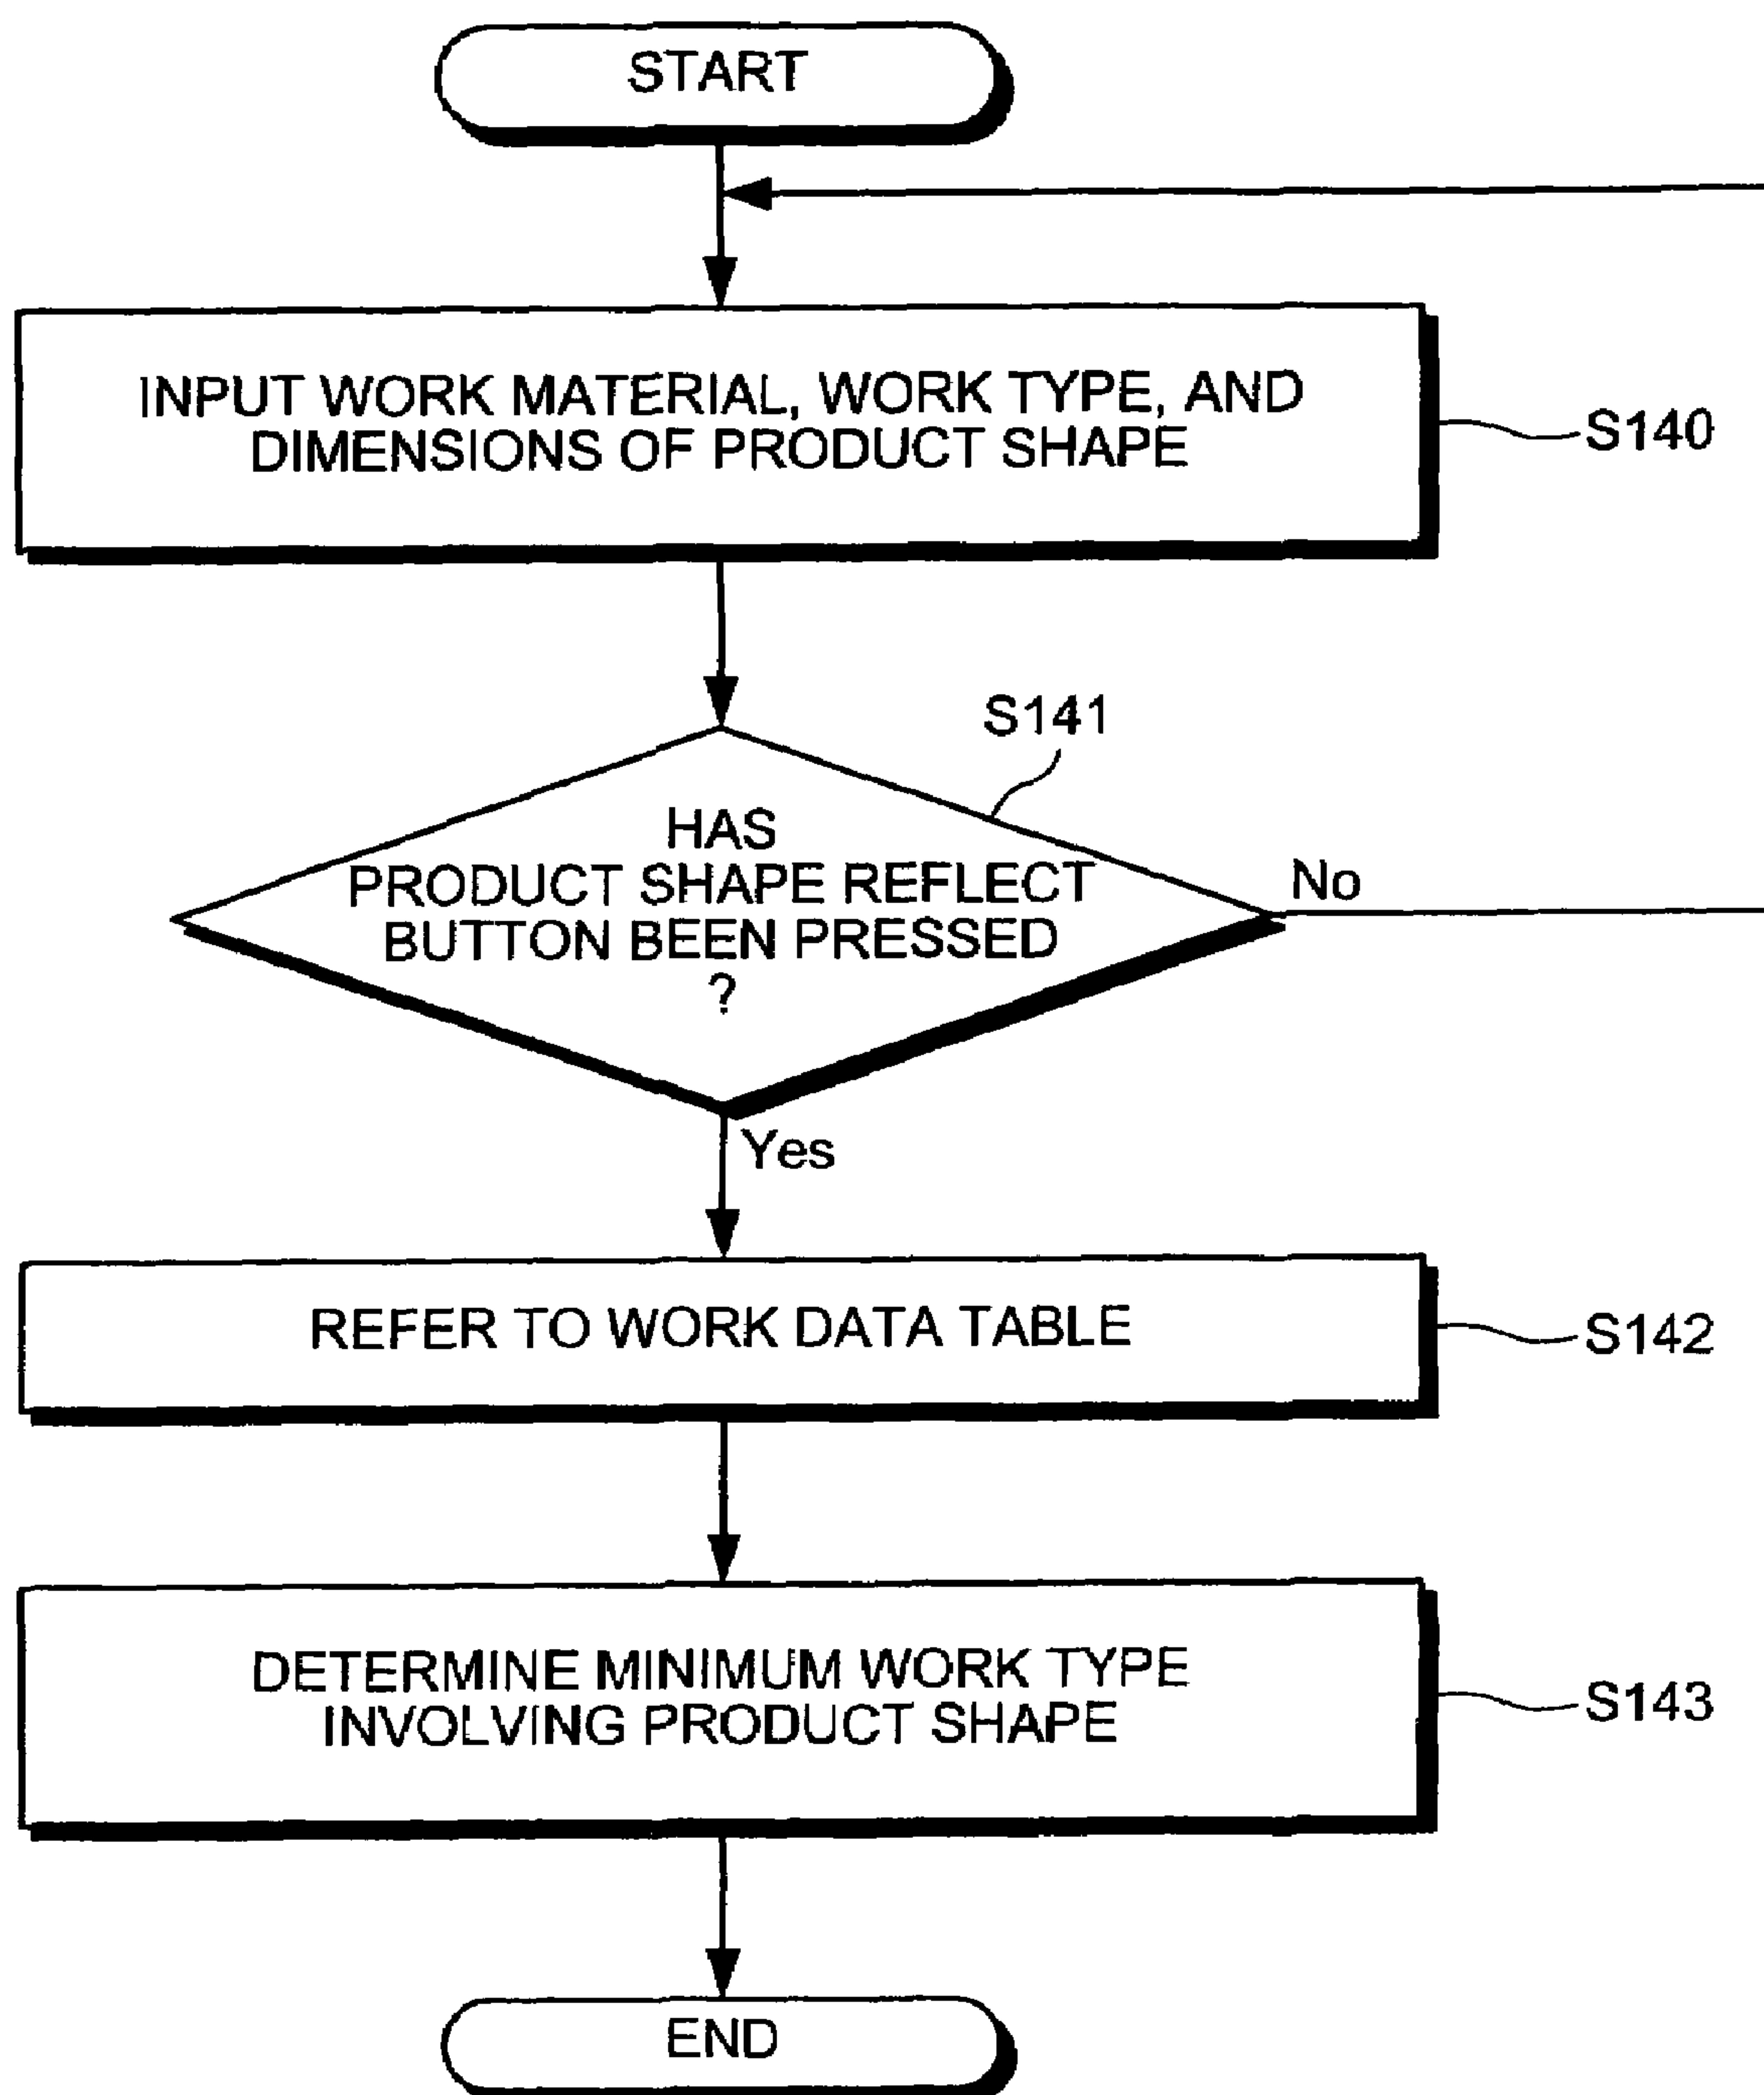 START
INPUT WORK MATERIAL, WORK TYPE, AND
DIMENSIONS OF PRODUCT SHAPE
S140
S141
HAS
PRODUCT SHAPE REFLECT
BUTTON BEEN PRESSED
?
No
Yes
REFER TO WORK DATA TABLE
S142
DETERMINE MINIMUM WORK TYPE
INVOLVING PRODUCT SHAPE
S143
END